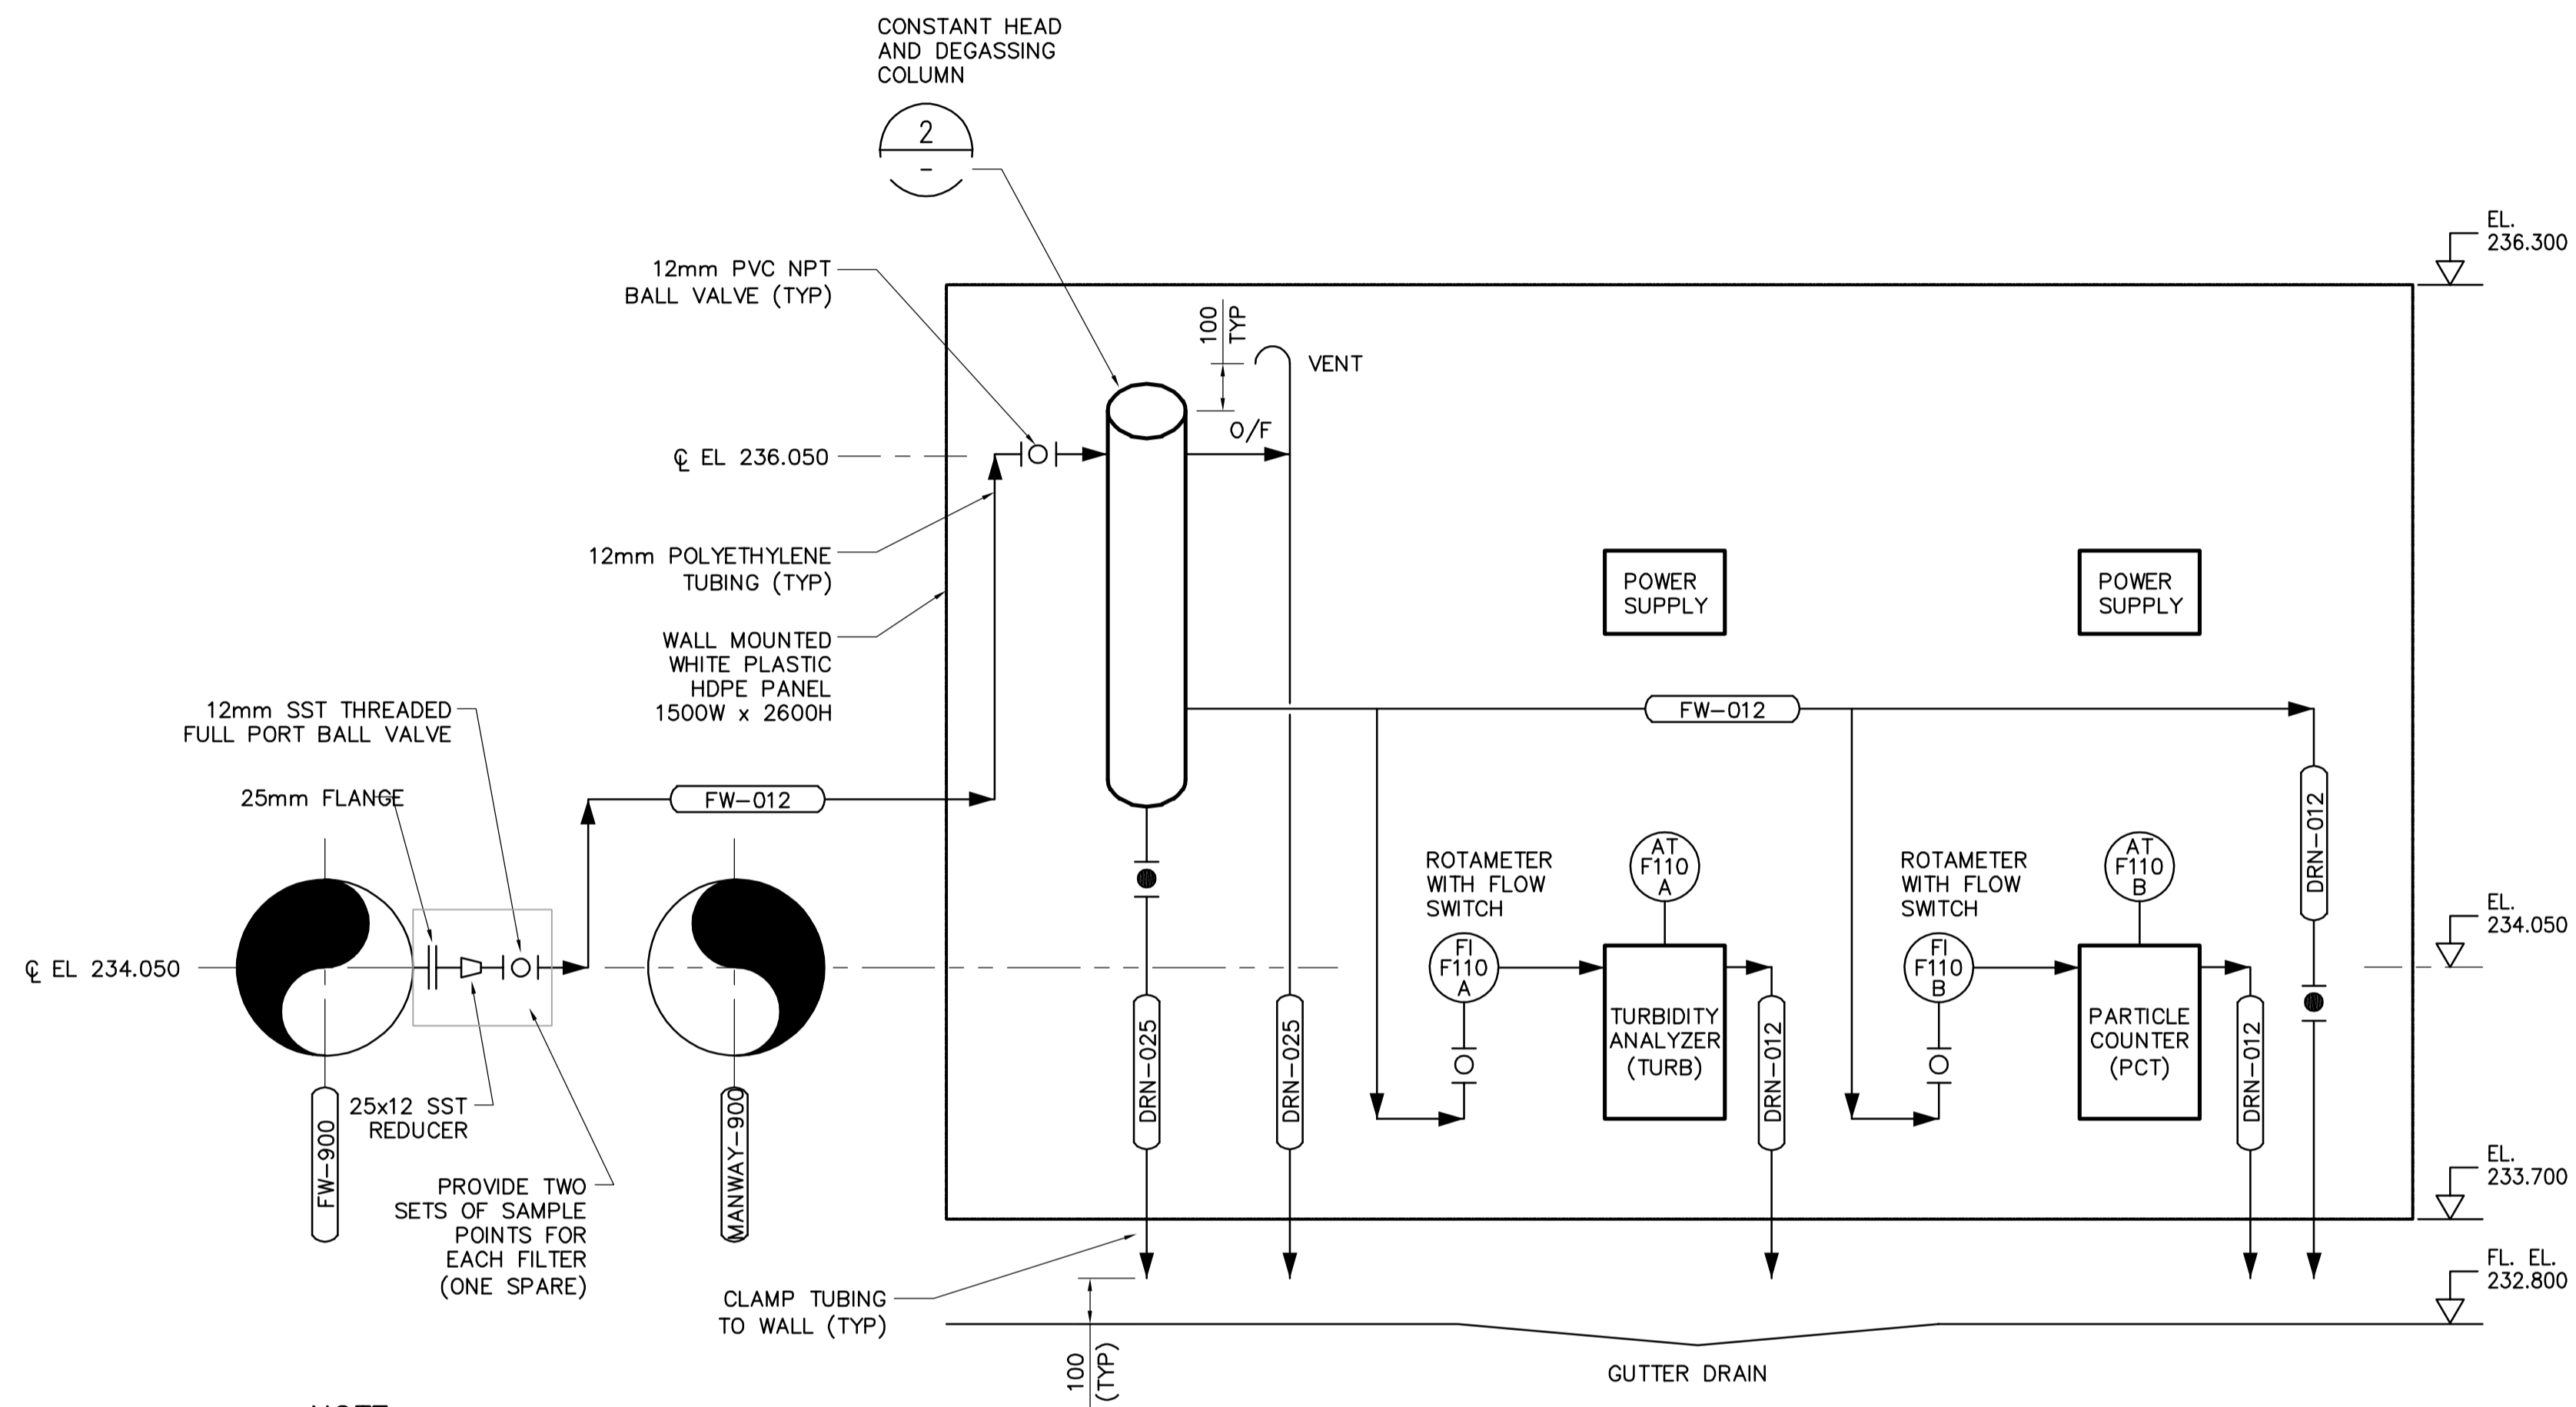 CONSTANT HEAD
AND DEGASSING
COLUMN
2
-
EL.
236.300
12mm PVC NPT
BALL VALVE (TYP)
100
TYP
VENT
O/F
℄ EL 236.050
12mm POLYETHYLENE
TUBING (TYP)
POWER
SUPPLY
POWER
SUPPLY
WALL MOUNTED
WHITE PLASTIC
HDPE PANEL
1500W x 2600H
12mm SST THREADED
FULL PORT BALL VALVE
FW-012
25mm FLANGE
FW-012
DRN-012
ROTAMETER
WITH FLOW
SWITCH
AT
F110
A
ROTAMETER
WITH FLOW
SWITCH
AT
F110
B
EL.
234.050
℄ EL 234.050
FI
F110
A
FI
F110
B
TURBIDITY
ANALYZER
(TURB)
PARTICLE
COUNTER
(PCT)
DRN-025
DRN-025
DRN-012
DRN-012
25x12 SST
REDUCER
FW-900
MANWAY-900
PROVIDE TWO
SETS OF SAMPLE
POINTS FOR
EACH FILTER
(ONE SPARE)
EL.
233.700
CLAMP TUBING
TO WALL (TYP)
FL. EL.
232.800
100
(TYP)
GUTTER DRAIN